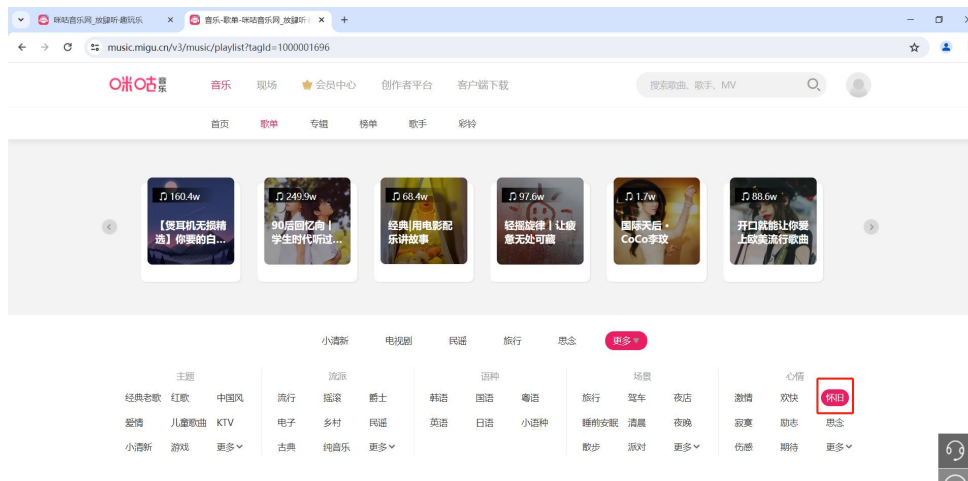 咪咕音乐网_放肆听·趣玩乐
音乐-歌单-咪咕音乐网_放肆听
music.migu.cn/v3/music/playlist?tagId=1000001696
咪咕音乐 音乐 现场 会员中心 创作者平台 客户端下载 搜索歌曲、歌手、MV
首页 歌单 专辑 榜单 歌手 彩铃
160.4w 249.9w 68.4w 97.6w 1.7w 88.6w
【煲耳机无损精 90后回忆向| 经典|用电影配 轻摇旋律丨让疲 国际天后· 开口就能让你爱
选】你要的白... 学生时代听过... 乐讲故事 惫无处可藏 CoCo李玟 上欧美流行歌曲
小清新 电视剧 民谣 旅行 思念 更多
主题 流派 语种 场景 心情
经典老歌 红歌 中国风 流行 摇滚 爵士 韩语 国语 粤语 旅行 驾车 夜店 激情 欢快 怀旧
爱情 儿童歌曲 KTV 电子 乡村 民谣 英语 日语 小语种 睡前安眠 清晨 夜晚 寂寞 励志 思念
小清新 游戏 更多 古典 纯音乐 更多 散步 派对 更多 伤感 期待 更多